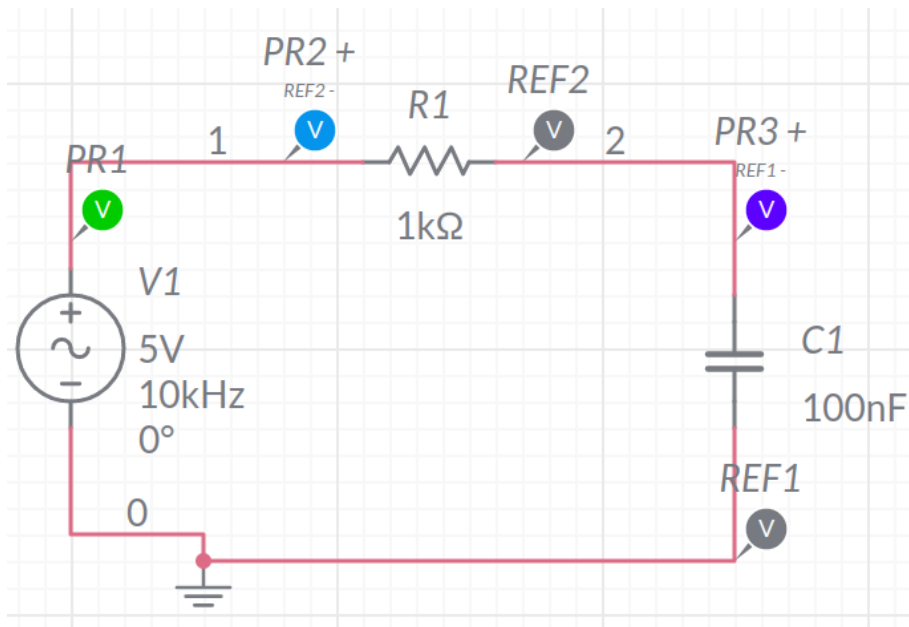 PR2 +
REF2 -
R1
REF2
1
2
PR3 +
REF1 -
PR1
V
V
V
V
1kΩ
V1
5V
10kHz
0°
C1
100nF
0
REF1
V